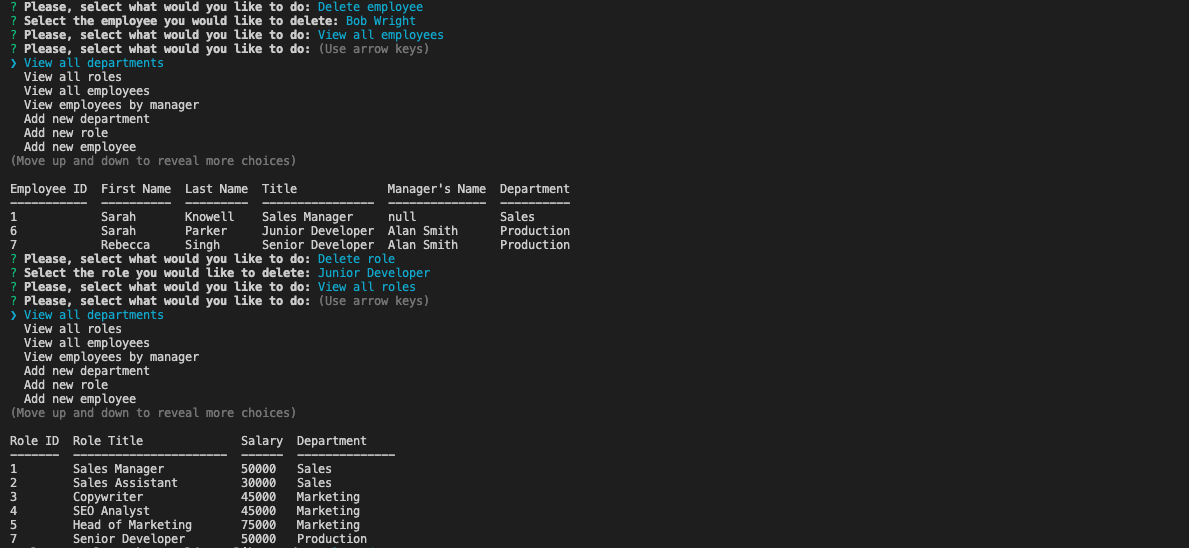 ? Please, select what would you like to do: Delete employee
? Select the employee you would like to delete: Bob Wright
? Please, select what would you like to do: View all employees
? Please, select what would you like to do: (Use arrow keys)
❯ View all departments
View all roles
View all employees
View employees by manager
Add new department
Add new role
Add new employee
(Move up and down to reveal more choices)
Employee ID First Name Last Name Title Manager's Name Department
----------- ---------- --------- ---------------- -------------- ----------
1 Sarah Knowell Sales Manager null Sales
6 Sarah Parker Junior Developer Alan Smith Production
7 Rebecca Singh Senior Developer Alan Smith Production
? Please, select what would you like to do: Delete role
? Select the role you would like to delete: Junior Developer
? Please, select what would you like to do: View all roles
? Please, select what would you like to do: (Use arrow keys)
❯ View all departments
View all roles
View all employees
View employees by manager
Add new department
Add new role
Add new employee
(Move up and down to reveal more choices)
Role ID Role Title Salary Department
------- ---------------------- ------ --------------
1 Sales Manager 50000 Sales
2 Sales Assistant 30000 Sales
3 Copywriter 45000 Marketing
4 SEO Analyst 45000 Marketing
5 Head of Marketing 75000 Marketing
7 Senior Developer 50000 Production